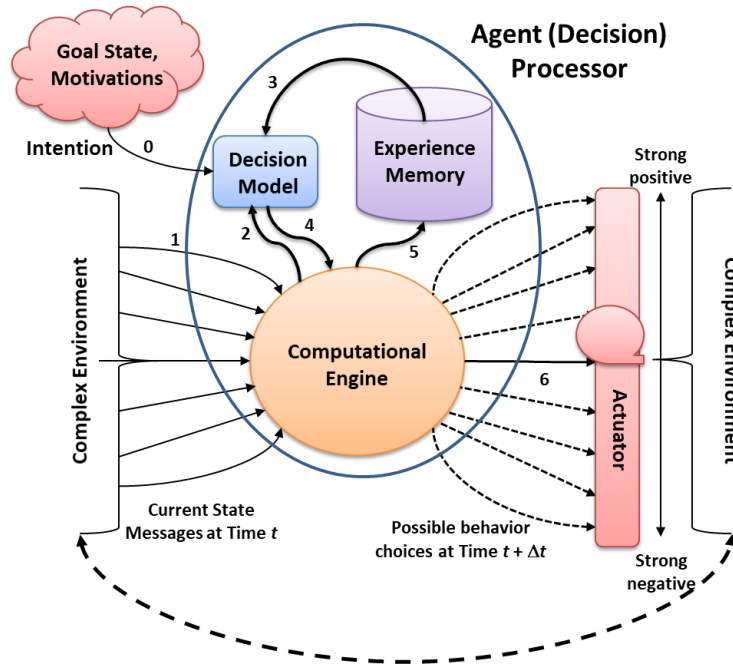 Goal State,
Motivations
Agent (Decision)
Processor
Intention
0
3
Decision
Model
Experience
Memory
Strong
positive
1
2
4
5
Complex Environment
Computational
Engine
6
Actuator
Complex Environment
Current State
Messages at Time t
Possible behavior
choices at Time t + Δt
Strong
negative